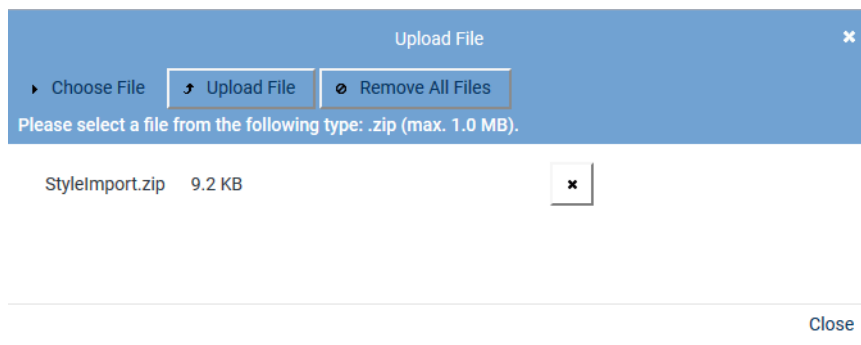 Upload File
Choose File Upload File Remove All Files
Please select a file from the following type: .zip (max. 1.0 MB).
StyleImport.zip 9.2 KB
Close